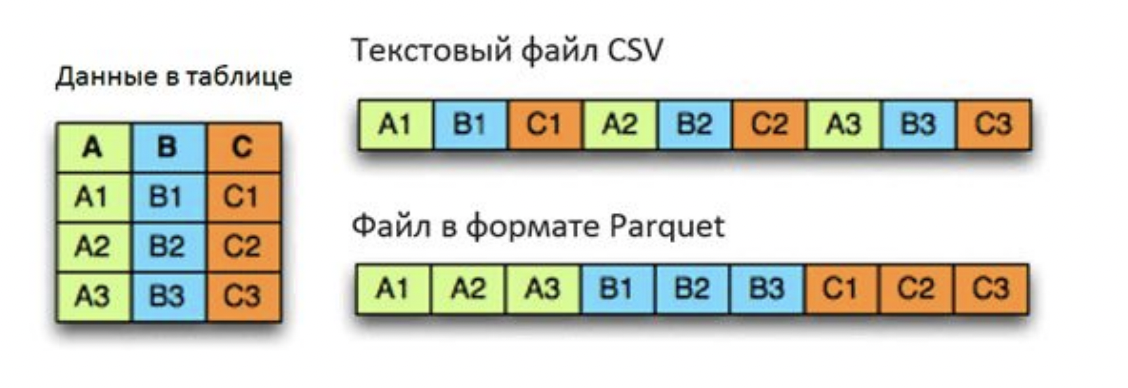 Данные в таблице
A B C
A1 B1 C1
A2 B2 C2
A3 B3 C3
Текстовый файл CSV
A1 B1 C1 A2 B2 C2 A3 B3 C3
Файл в формате Parquet
A1 A2 A3 B1 B2 B3 C1 C2 C3